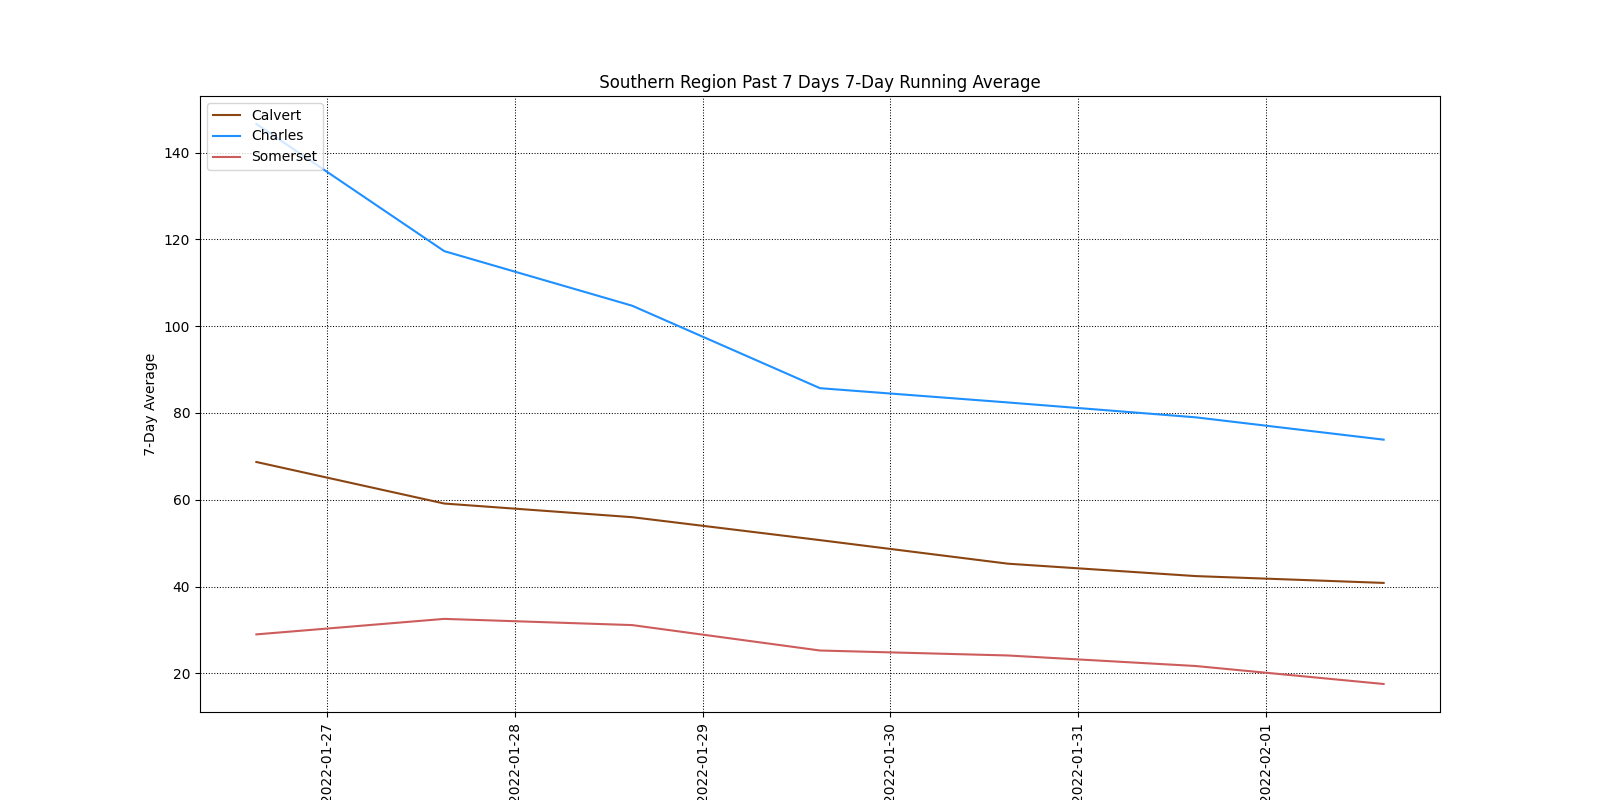 Southern Region Past 7 Days 7-Day Running Average
Calvert
Charles
Somerset
7-Day Average
140
120
100
80
60
40
20
2022-01-27
2022-01-28
2022-01-29
2022-01-30
2022-01-31
2022-02-01